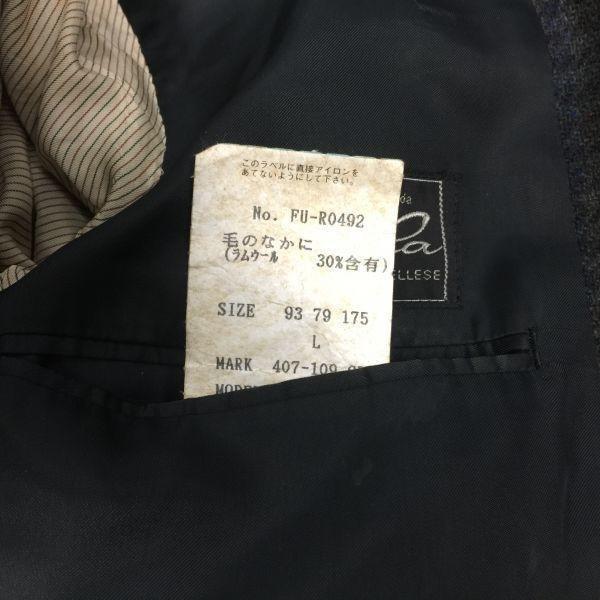 このラベルに直接アイロンを
あてないようにして下さい。
No. FU-R0492
毛のなかに
(ラムウール 30%含有)
SIZE 93 79 175
L
MARK 407-109